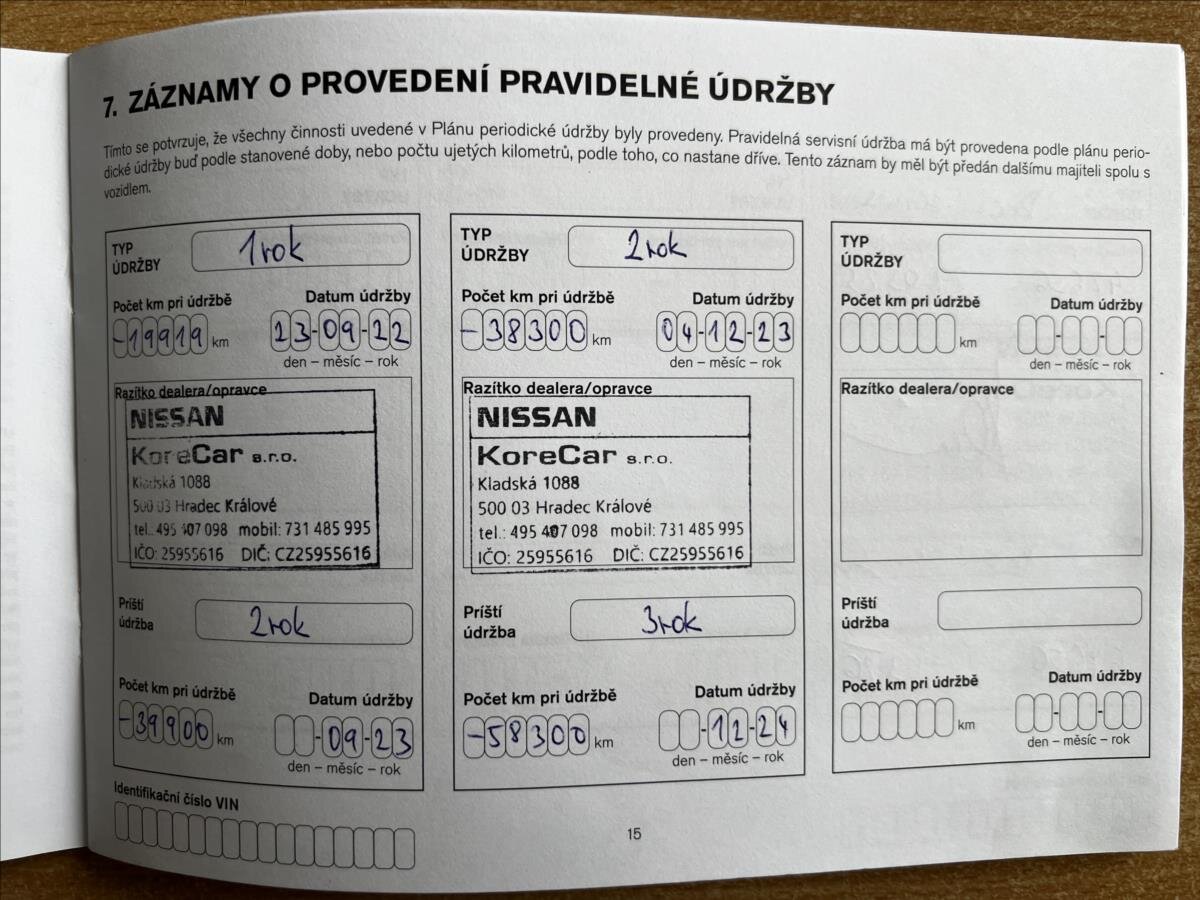 7. ZÁZNAMY O PROVEDENÍ PRAVIDELNÉ ÚDRŽBY
Tímto se potvrzuje, že všechny činnosti uvedené v Plánu periodické údržby byly provedeny. Pravidelná servisní údržba má být provedena podle plánu perio-
dické údržby buď podle stanovené doby, nebo počtu ujetých kilometrů, podle toho, co nastane dříve. Tento záznam by měl být předán dalšímu majiteli spolu s
vozidlem.
TYP
ÚDRŽBY
1rok
Počet km pri údržbě
Datum údržby
-19919 km
23-09-22
den – měsíc – rok
Razítko dealera/opravce
NISSAN
KoreCar s.r.o.
Kladská 1088
500 03 Hradec Králové
tel.: 495 407 098 mobil: 731 485 995
IČO: 25955616 DIČ: CZ25955616
Príští
údržba
2rok
Počet km pri údržbě
Datum údržby
-39900 km
-09-23
den – měsíc – rok
TYP
ÚDRŽBY
2rok
Počet km pri údržbě
Datum údržby
-38300 km
04-12-23
den – měsíc – rok
Razítko dealera/opravce
NISSAN
KoreCar s.r.o.
Kladská 1088
500 03 Hradec Králové
tel.: 495 407 098 mobil: 731 485 995
IČO: 25955616 DIČ: CZ25955616
Príští
údržba
3rok
Počet km pri údržbě
Datum údržby
-58300 km
-12-24
den – měsíc – rok
TYP
ÚDRŽBY
Počet km pri údržbě
Datum údržby
km
- -
den – měsíc – rok
Razítko dealera/opravce
Príští
údržba
Počet km pri údržbě
Datum údržby
km
- -
den – měsíc – rok
Identifikační číslo VIN
15